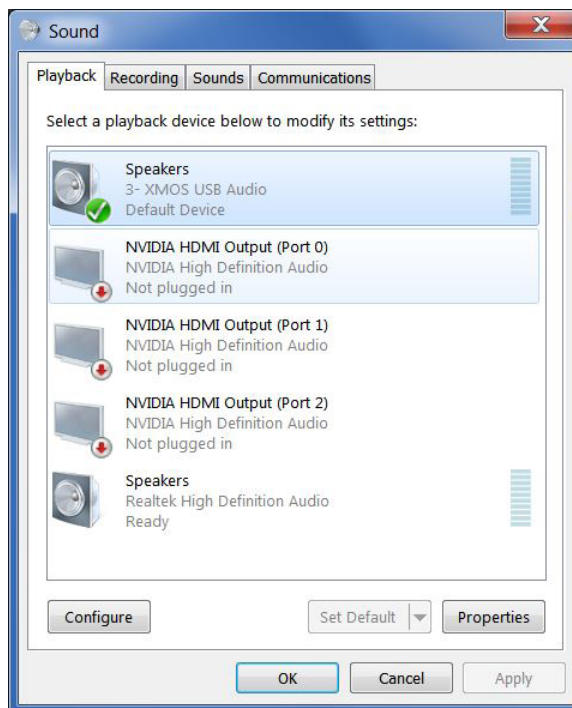 Sound
Playback Recording Sounds Communications
Select a playback device below to modify its settings:
Speakers
3- XMOS USB Audio
Default Device
NVIDIA HDMI Output (Port 0)
NVIDIA High Definition Audio
Not plugged in
NVIDIA HDMI Output (Port 1)
NVIDIA High Definition Audio
Not plugged in
NVIDIA HDMI Output (Port 2)
NVIDIA High Definition Audio
Not plugged in
Speakers
Realtek High Definition Audio
Ready
Configure Set Default Properties
OK Cancel Apply